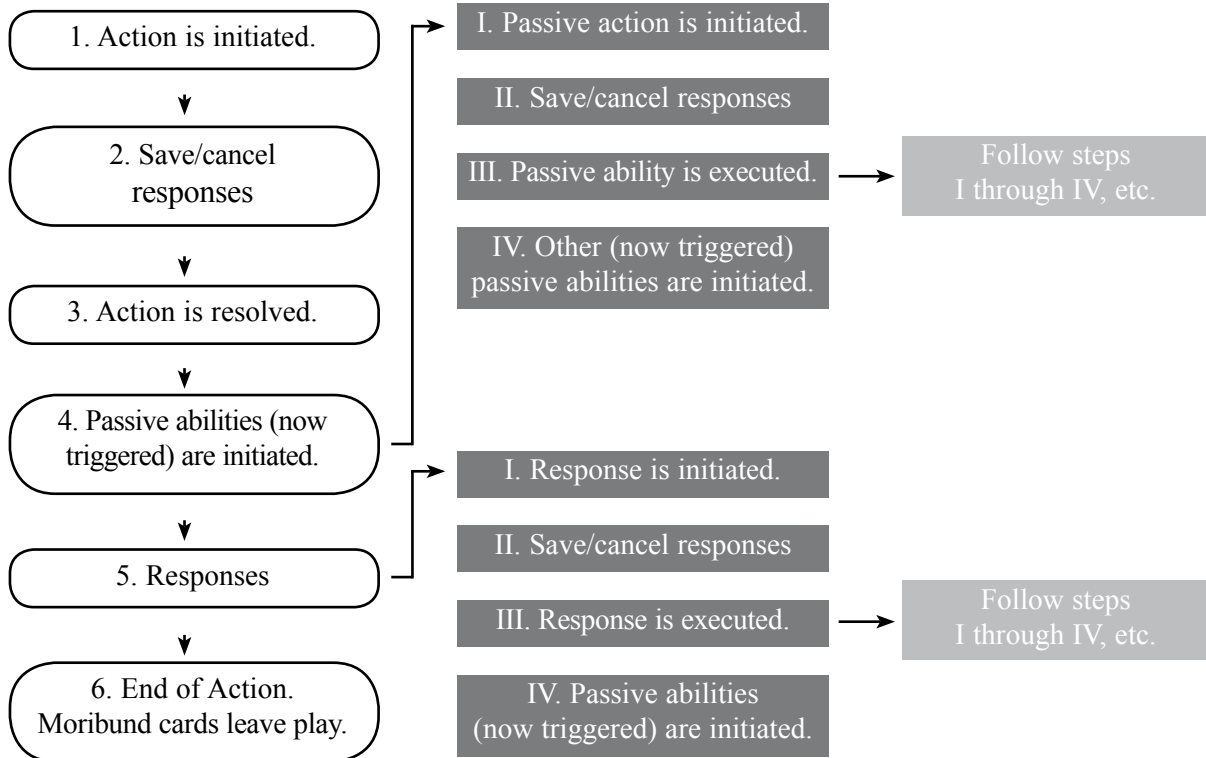 1. Action is initiated.
2. Save/cancel
responses
3. Action is resolved.
4. Passive abilities (now
triggered) are initiated.
5. Responses
6. End of Action.
Moribund cards leave play.
I. Passive action is initiated.
II. Save/cancel responses
III. Passive ability is executed.
IV. Other (now triggered)
passive abilities are initiated.
Follow steps
I through IV, etc.
I. Response is initiated.
II. Save/cancel responses
III. Response is executed.
IV. Passive abilities
(now triggered) are initiated.
Follow steps
I through IV, etc.